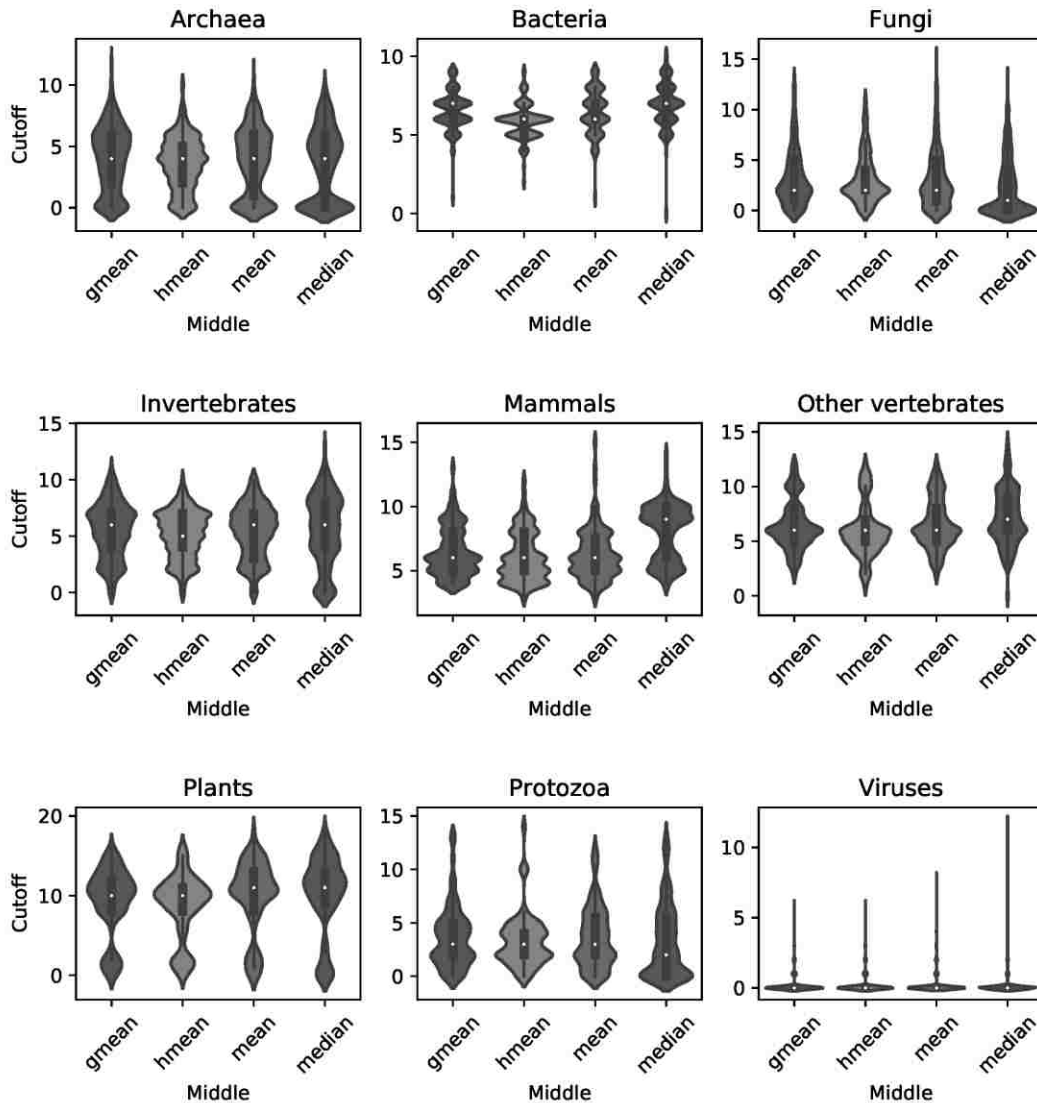 Archaea Bacteria Fungi
Cutoff
10
5
0
10
5
0
15
10
5
0
gmean hmean mean median gmean hmean mean median gmean hmean mean median
Middle Middle Middle
Invertebrates Mammals Other vertebrates
Cutoff
15
10
5
0
15
10
5
15
10
5
0
gmean hmean mean median gmean hmean mean median gmean hmean mean median
Middle Middle Middle
Plants Protozoa Viruses
Cutoff
20
10
0
15
10
5
0
10
5
0
gmean hmean mean median gmean hmean mean median gmean hmean mean median
Middle Middle Middle